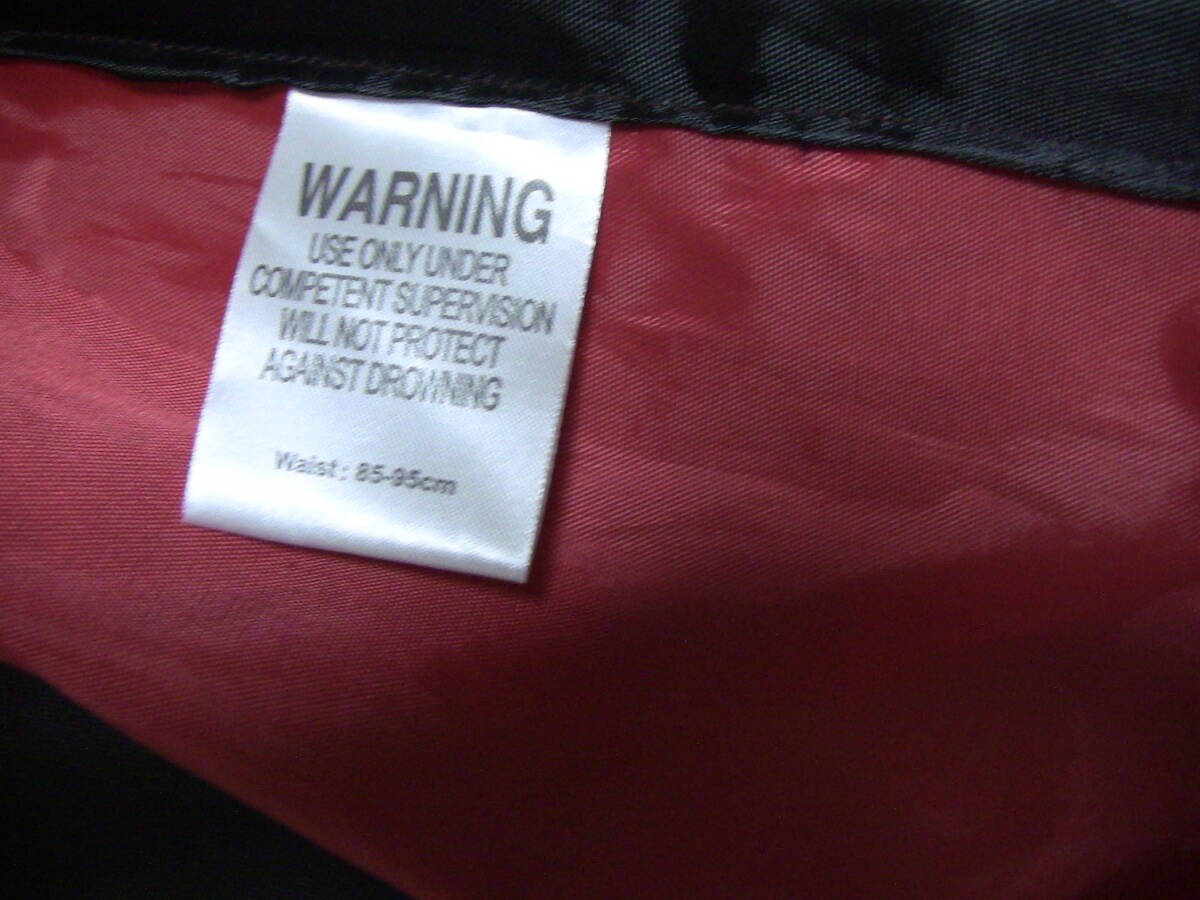 WARNING
USE ONLY UNDER
COMPETENT SUPERVISION
WILL NOT PROTECT
AGAINST DROWNING
Waist: 85-95cm